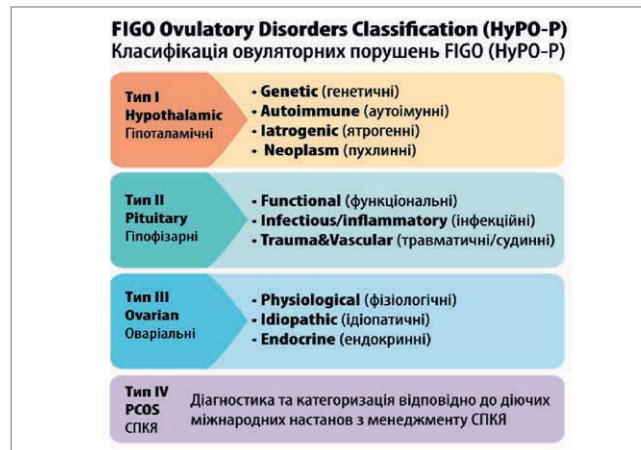 FIGO Ovulatory Disorders Classification (HyPO-P)
Класифікація овуляторних порушень FIGO (HyPO-P)
Тип I
Hypothalamic
Гіпоталамічні
• Genetic (генетичні)
• Autoimmune (аутоімунні)
• Iatrogenic (ятрогенні)
• Neoplasm (пухлинні)
Тип II
Pituitary
Гіпофізарні
• Functional (функціональні)
• Infectious/inflammatory (інфекційні)
• Trauma&Vascular (травматичні/судинні)
Тип III
Ovarian
Оваріальні
• Physiological (фізіологічні)
• Idiopathic (ідіопатичні)
• Endocrine (ендокринні)
Тип IV
PCOS
СПКЯ
Діагностика та категоризація відповідно до діючих
міжнародних настанов з менеджменту СПКЯ